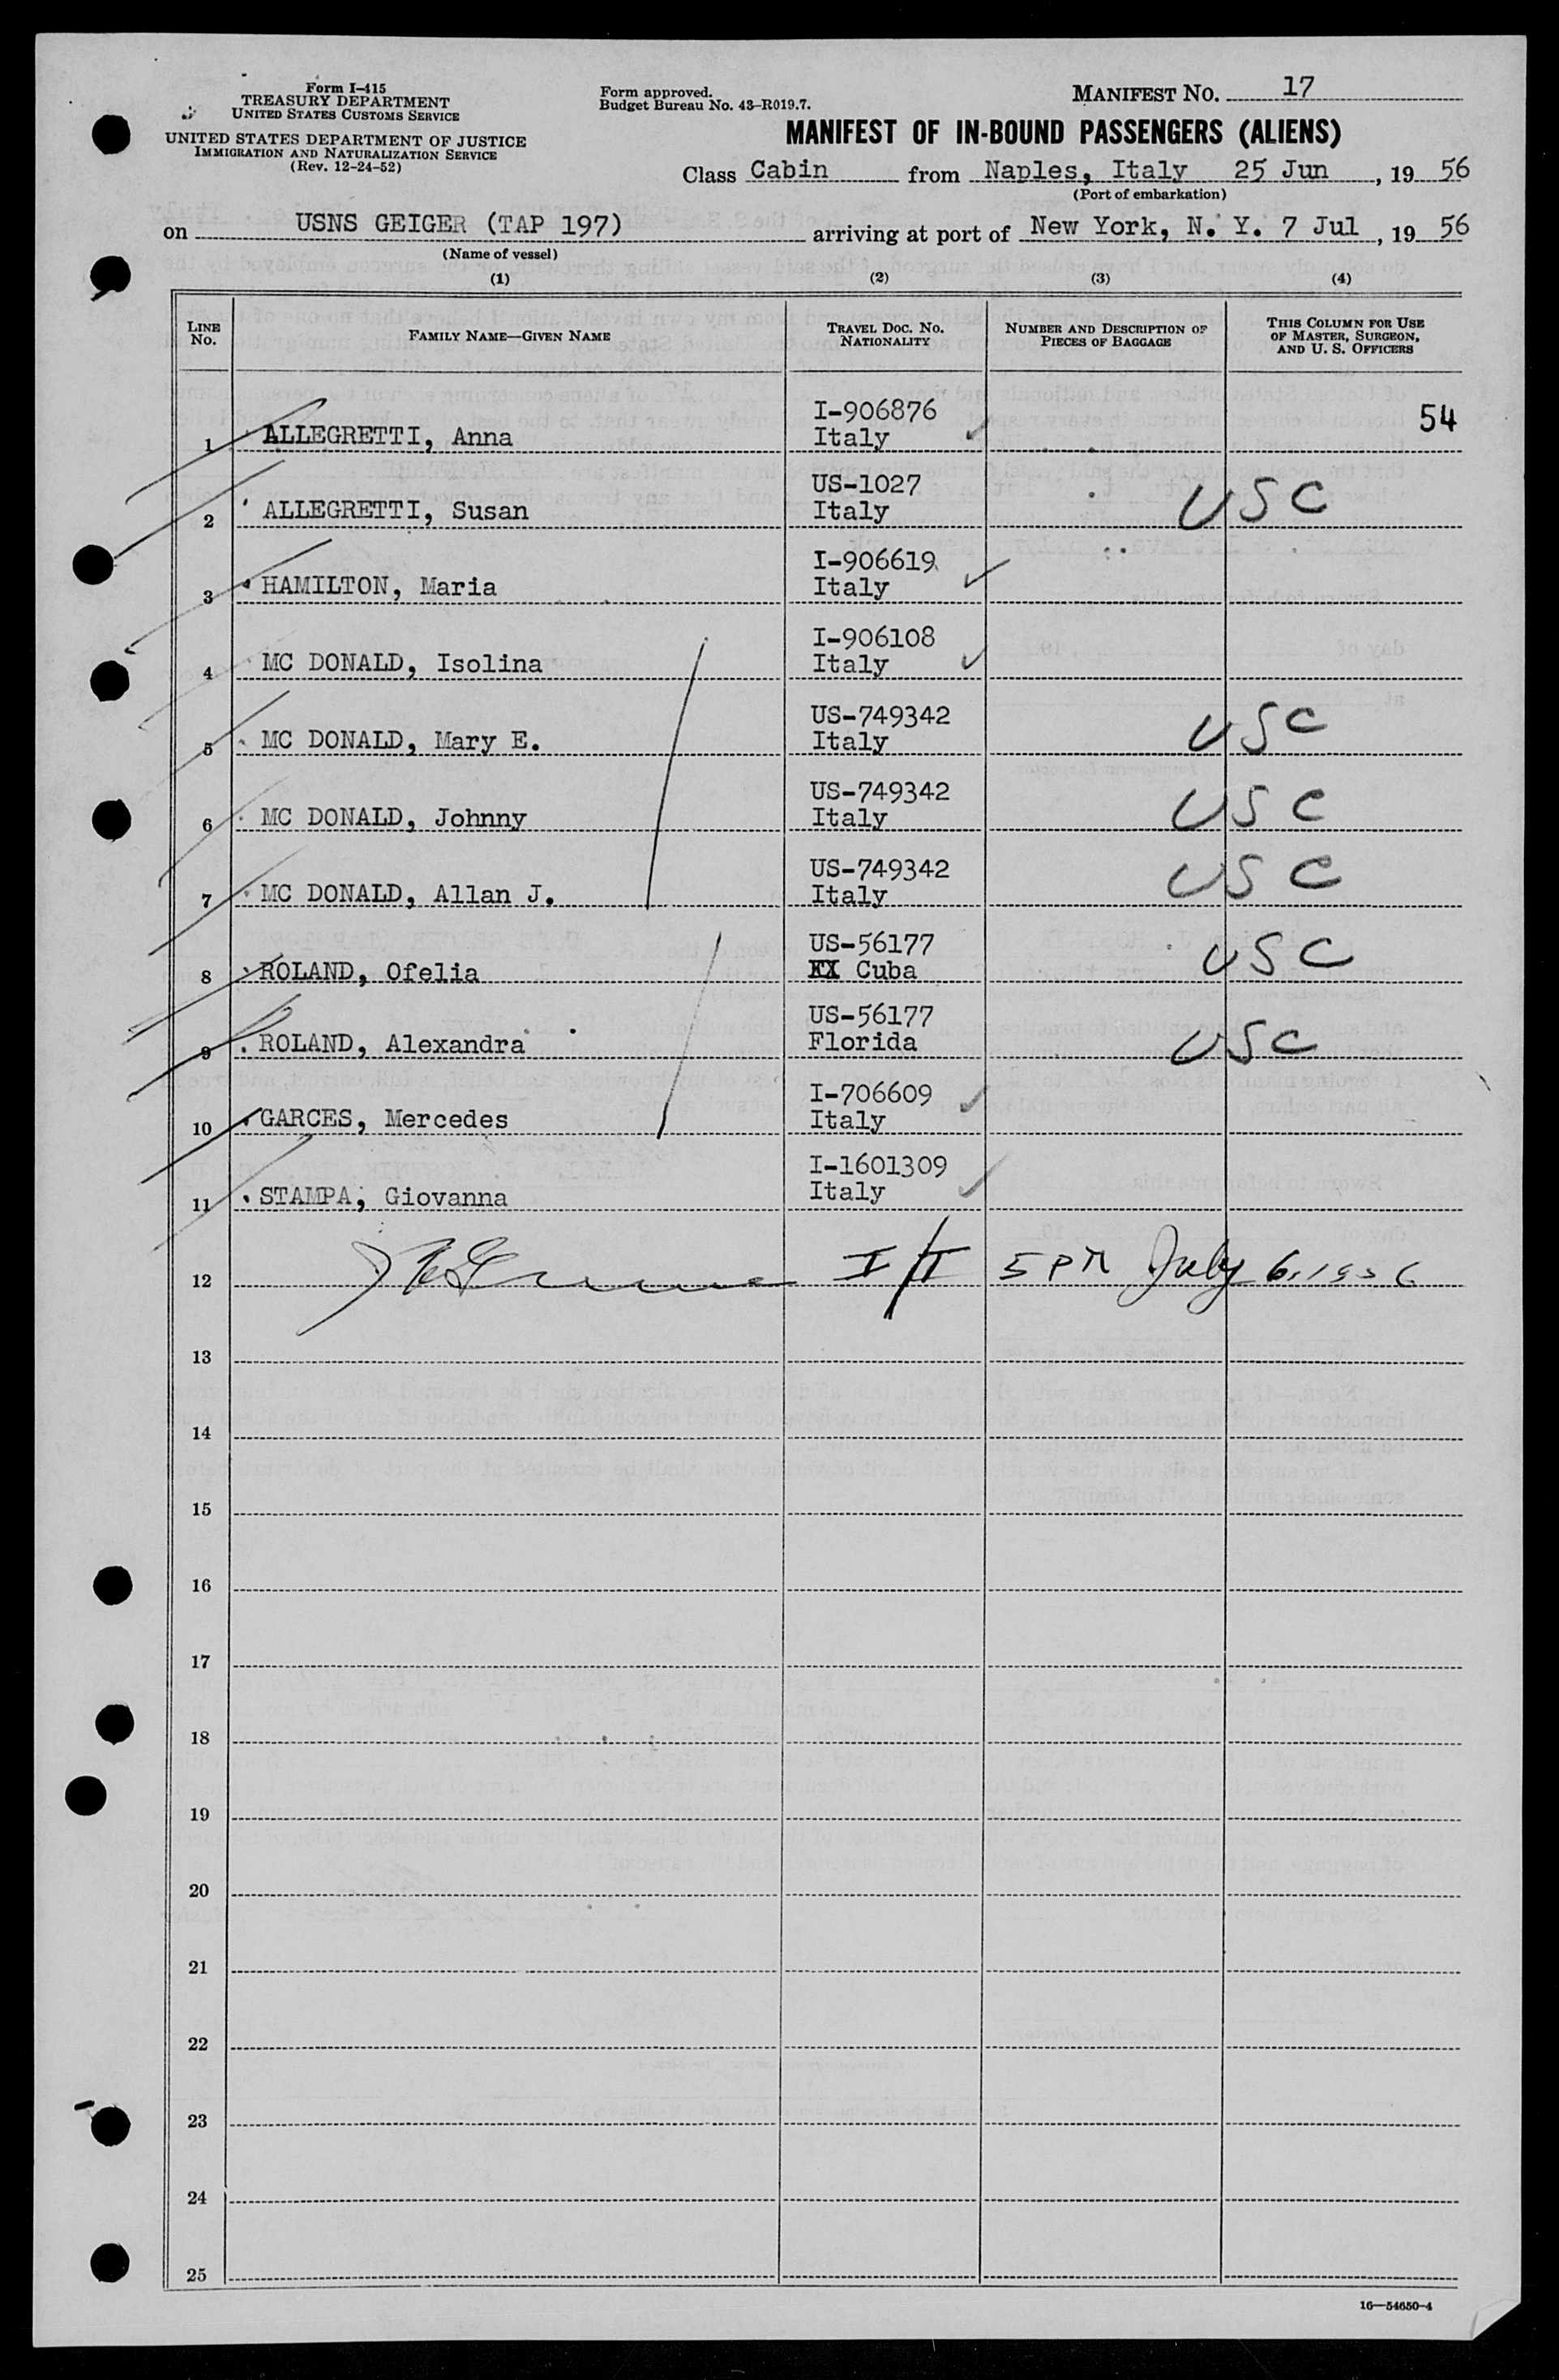 Form I-415
TREASURY DEPARTMENT
UNITED STATES CUSTOMS SERVICE
UNITED STATES DEPARTMENT OF JUSTICE
IMMIGRATION AND NATURALIZATION SERVICE
(Rev. 12-24-52)
Form approved.
Budget Bureau No. 43-R019.7.
MANIFEST NO. 17
MANIFEST OF IN-BOUND PASSENGERS (ALIENS)
Class Cabin from Naples, Italy 25 Jun, 19 56
(Port of embarkation)
on USNS GEIGER (TAP 197) arriving at port of New York, N. Y. 7 Jul, 19 56
(Name of vessel)
(1) (2) (3) (4)
LINE NO. FAMILY NAME—GIVEN NAME TRAVEL DOC. NO. NATIONALITY NUMBER AND DESCRIPTION OF PIECES OF BAGGAGE THIS COLUMN FOR USE OF MASTER, SURGEON, AND U. S. OFFICERS
I-906876 54
1 ALLEGRETTI, Anna Italy
US-1027
2 ALLEGRETTI, Susan Italy USC
I-906619
3 HAMILTON, Maria Italy
I-906108
4 MC DONALD, Isolina Italy
US-749342
5 MC DONALD, Mary E. Italy USC
US-749342
6 MC DONALD, Johnny Italy USC
US-749342
7 MC DONALD, Allan J. Italy USC
US-56177
8 ROLAND, Ofelia Cuba USC
US-56177
9 ROLAND, Alexandra Florida USC
I-706609
10 GARCES, Mercedes Italy
I-1601309
11 STAMPA, Giovanna Italy
12 5 PM July 6, 1956
13
14
15
16
17
18
19
20
21
22
23
24
25
16—54650-4